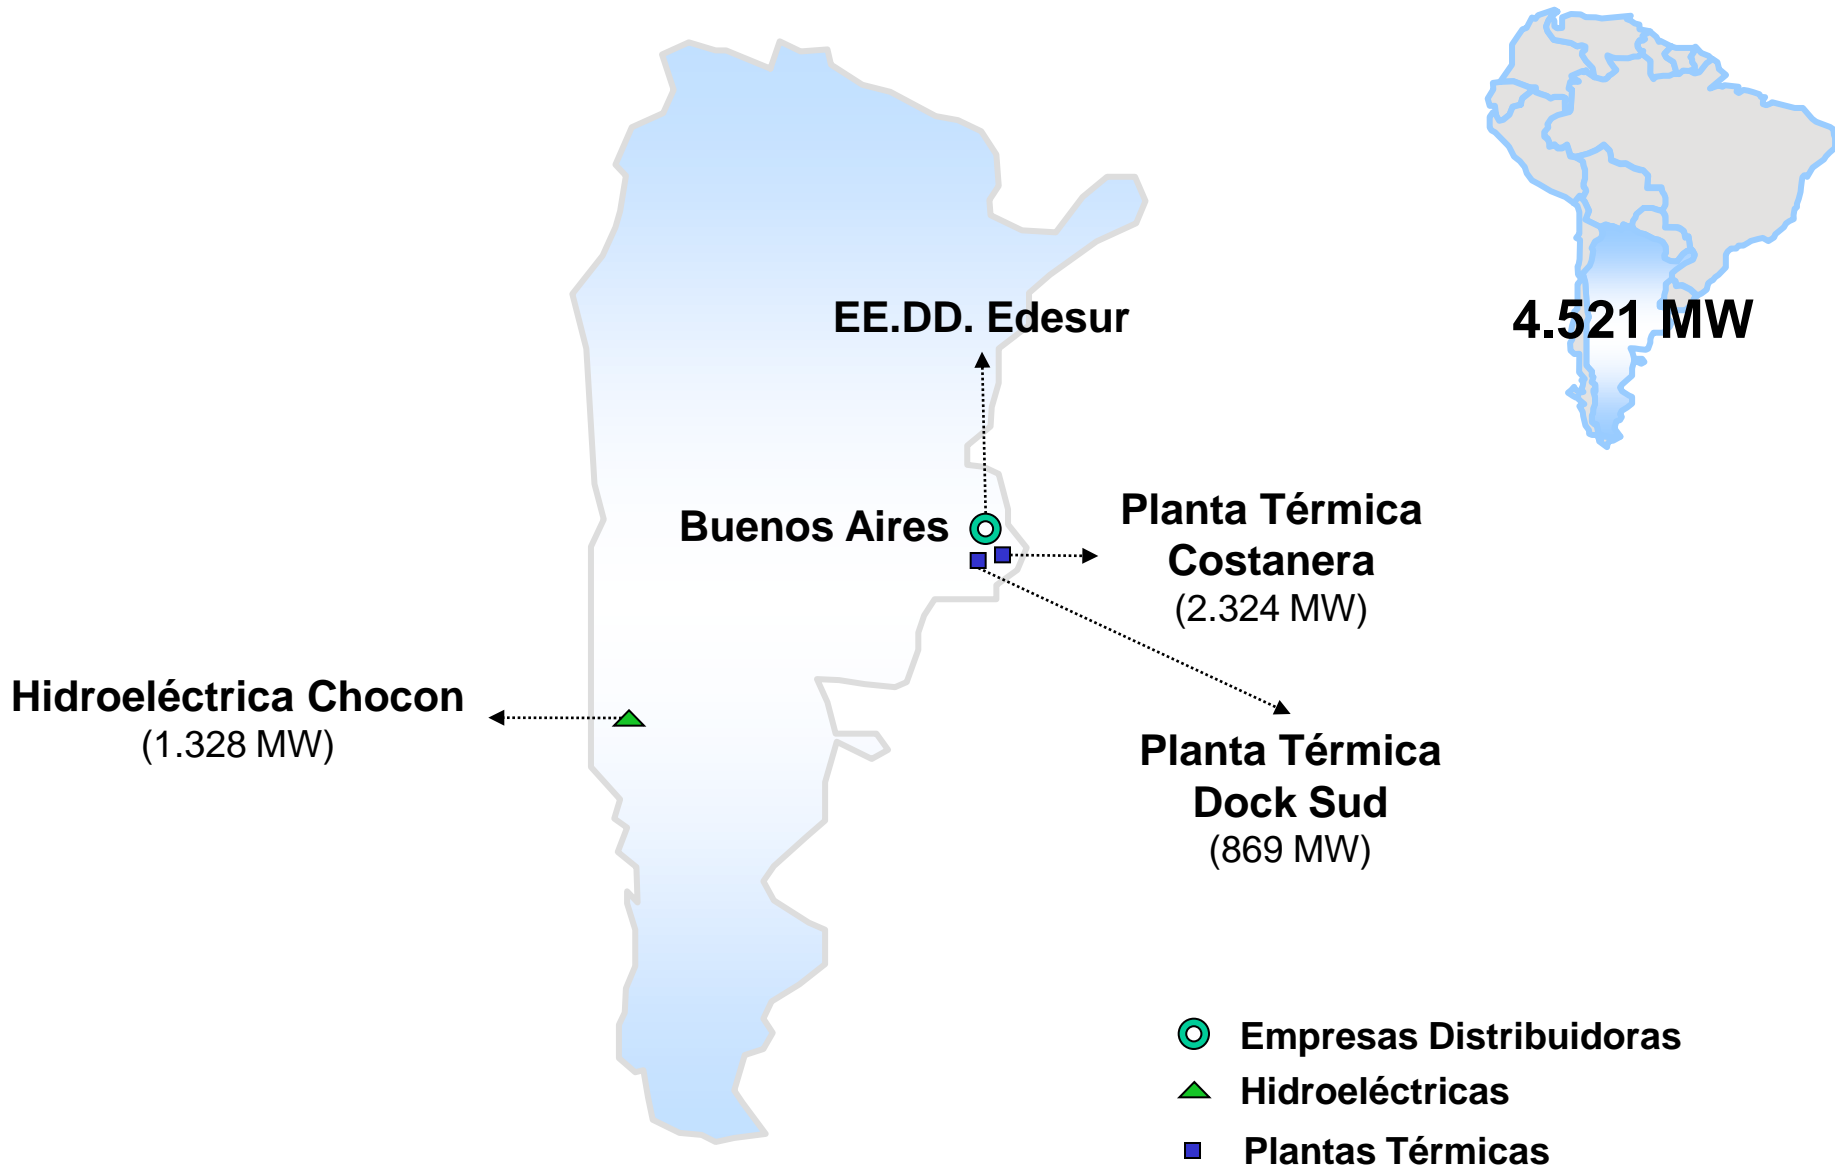 EE.DD. Edesur
4.521 MW
Buenos Aires
Planta Térmica
Costanera
(2.324 MW)
Hidroeléctrica Chocon
(1.328 MW)
Planta Térmica
Dock Sud
(869 MW)
Empresas Distribuidoras
Hidroeléctricas
Plantas Térmicas